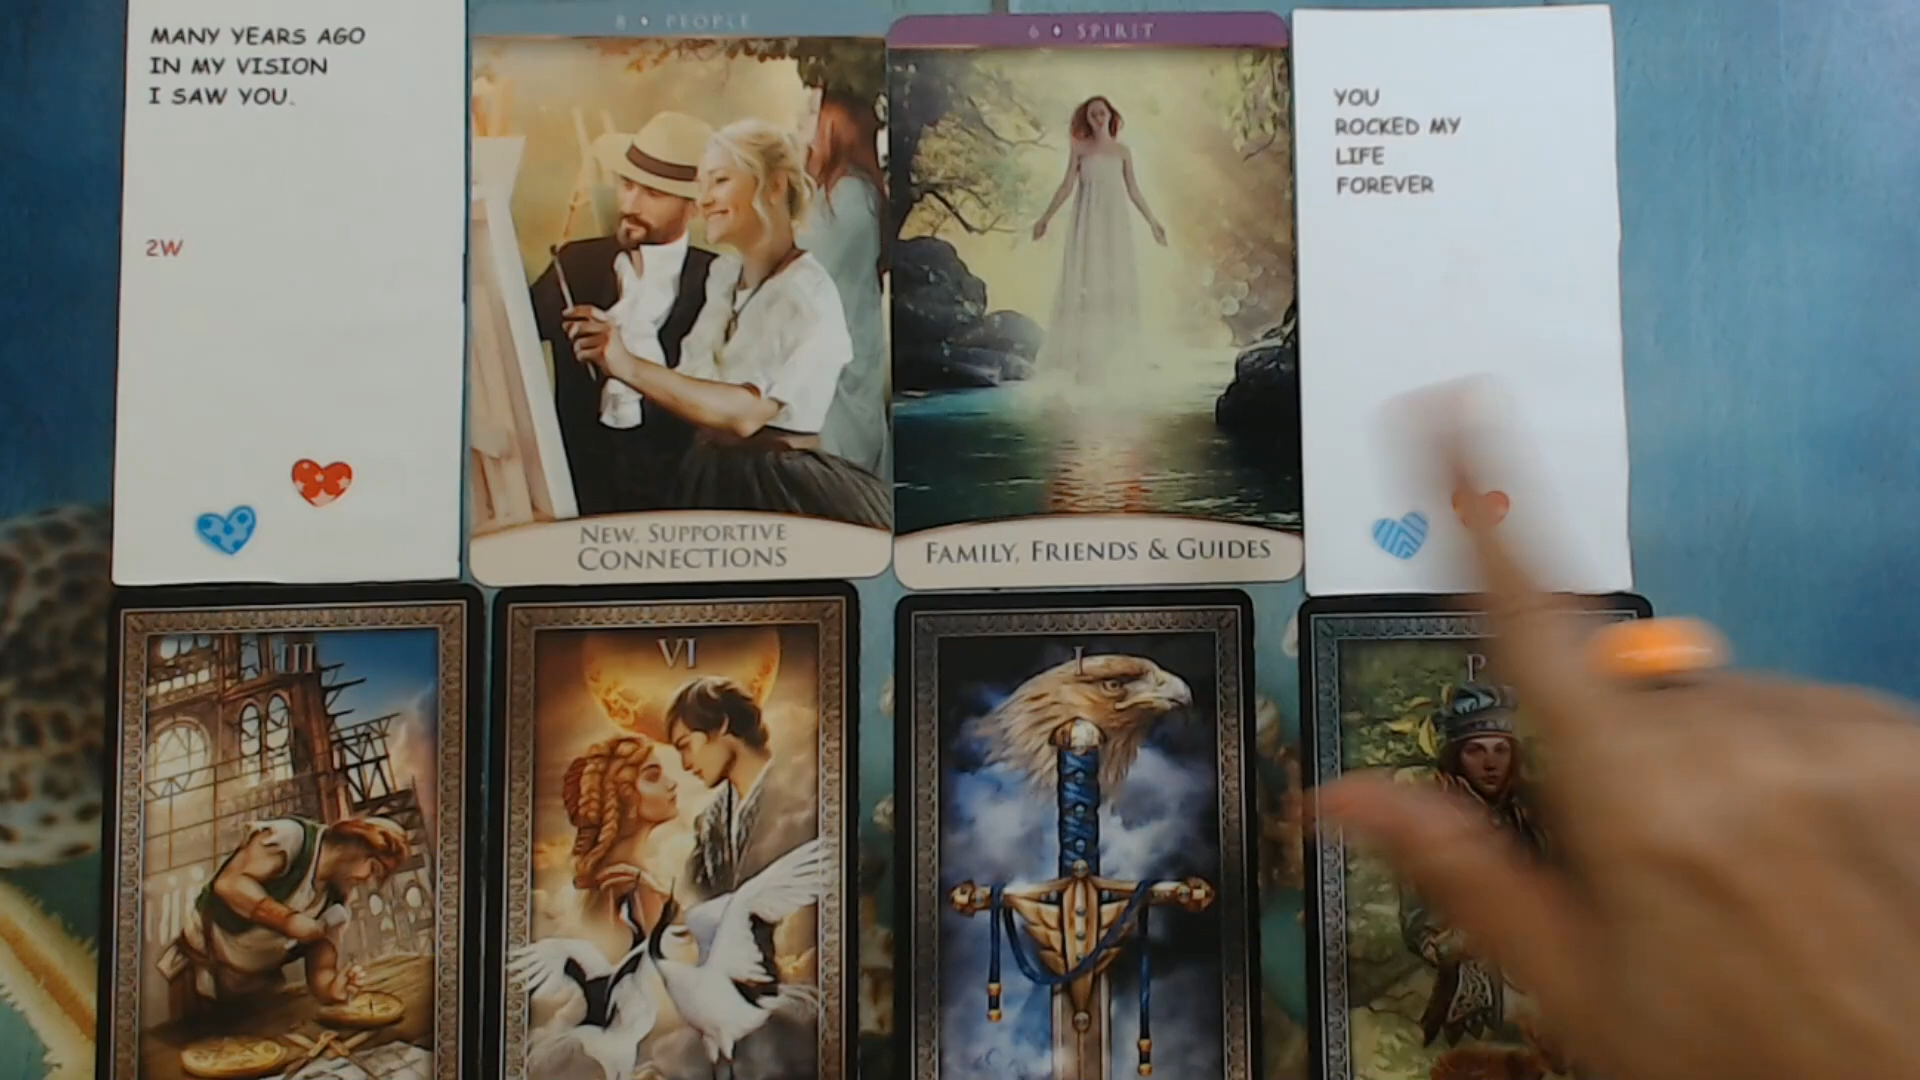 MANY YEARS AGO
IN MY VISION
I SAW YOU.
2W
8 ♦ PEOPLE
NEW, SUPPORTIVE
CONNECTIONS
6 ♦ SPIRIT
FAMILY, FRIENDS & GUIDES
YOU
ROCKED MY
LIFE
FOREVER
III
VI
I
P